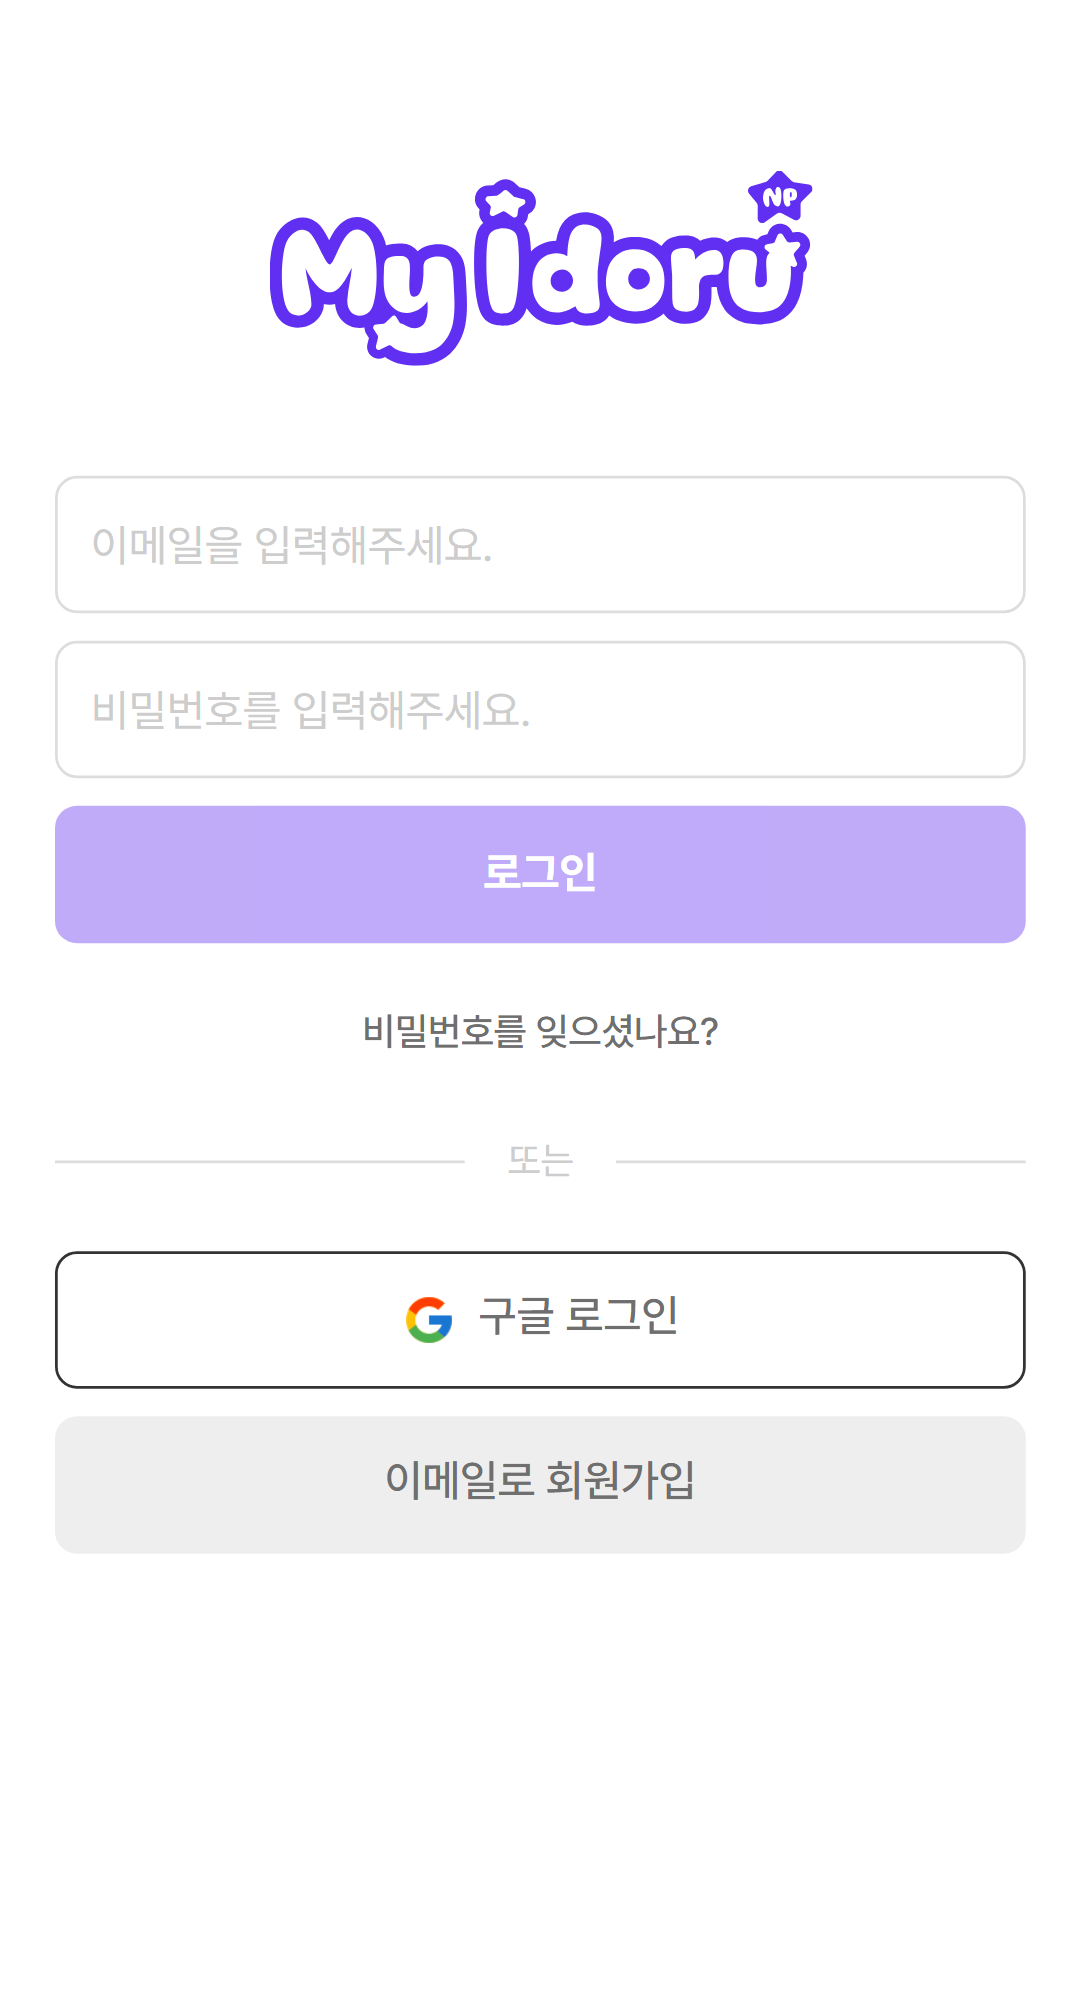 NP
My idoru
이메일을 입력해주세요.
비밀번호를 입력해주세요.
로그인
비밀번호를 잊으셨나요?
또는
구글 로그인
이메일로 회원가입